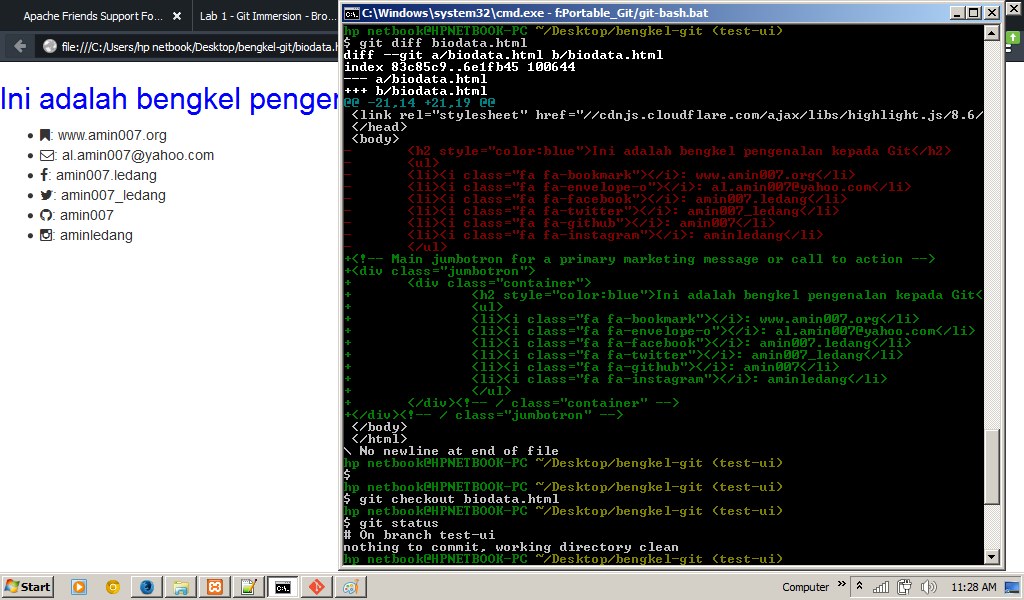 Apache Friends Support Fo...
Lab 1 - Git Immersion - Bro...
file:///C:/Users/hp netbook/Desktop/bengkel-git/biodata.h
Ini adalah bengkel penger
: www.amin007.org
: al.amin007@yahoo.com
: amin007.ledang
: amin007_ledang
: amin007
: aminledang
C:\Windows\system32\cmd.exe - f:Portable_Git/git-bash.bat
hp netbook@HPNETBOOK-PC ~/Desktop/bengkel-git (test-ui)
$ git diff biodata.html
diff --git a/biodata.html b/biodata.html
index 83c85c9..6e1fb45 100644
--- a/biodata.html
+++ b/biodata.html
@@ -21,14 +21,19 @@
<link rel="stylesheet" href="//cdnjs.cloudflare.com/ajax/libs/highlight.js/8.6/
</head>
<body>
-       <h2 style="color:blue">Ini adalah bengkel pengenalan kepada Git</h2>
-       <ul>
-       <li><i class="fa fa-bookmark"></i>: www.amin007.org</li>
-       <li><i class="fa fa-envelope-o"></i>: al.amin007@yahoo.com</li>
-       <li><i class="fa fa-facebook"></i>: amin007.ledang</li>
-       <li><i class="fa fa-twitter"></i>: amin007_ledang</li>
-       <li><i class="fa fa-github"></i>: amin007</li>
-       <li><i class="fa fa-instagram"></i>: aminledang</li>
-       </ul>
+<!-- Main jumbotron for a primary marketing message or call to action -->
+<div class="jumbotron">
+       <div class="container">
+               <h2 style="color:blue">Ini adalah bengkel pengenalan kepada Git<
+               <ul>
+               <li><i class="fa fa-bookmark"></i>: www.amin007.org</li>
+               <li><i class="fa fa-envelope-o"></i>: al.amin007@yahoo.com</li>
+               <li><i class="fa fa-facebook"></i>: amin007.ledang</li>
+               <li><i class="fa fa-twitter"></i>: amin007_ledang</li>
+               <li><i class="fa fa-github"></i>: amin007</li>
+               <li><i class="fa fa-instagram"></i>: aminledang</li>
+               </ul>
+       </div><!-- / class="container" -->
+</div><!-- / class="jumbotron" -->
</body>
</html>
\ No newline at end of file
hp netbook@HPNETBOOK-PC ~/Desktop/bengkel-git (test-ui)
$
hp netbook@HPNETBOOK-PC ~/Desktop/bengkel-git (test-ui)
$ git checkout biodata.html
hp netbook@HPNETBOOK-PC ~/Desktop/bengkel-git (test-ui)
$ git status
# On branch test-ui
nothing to commit, working directory clean
hp netbook@HPNETBOOK-PC ~/Desktop/bengkel-git (test-ui)
Start
Computer
11:28 AM